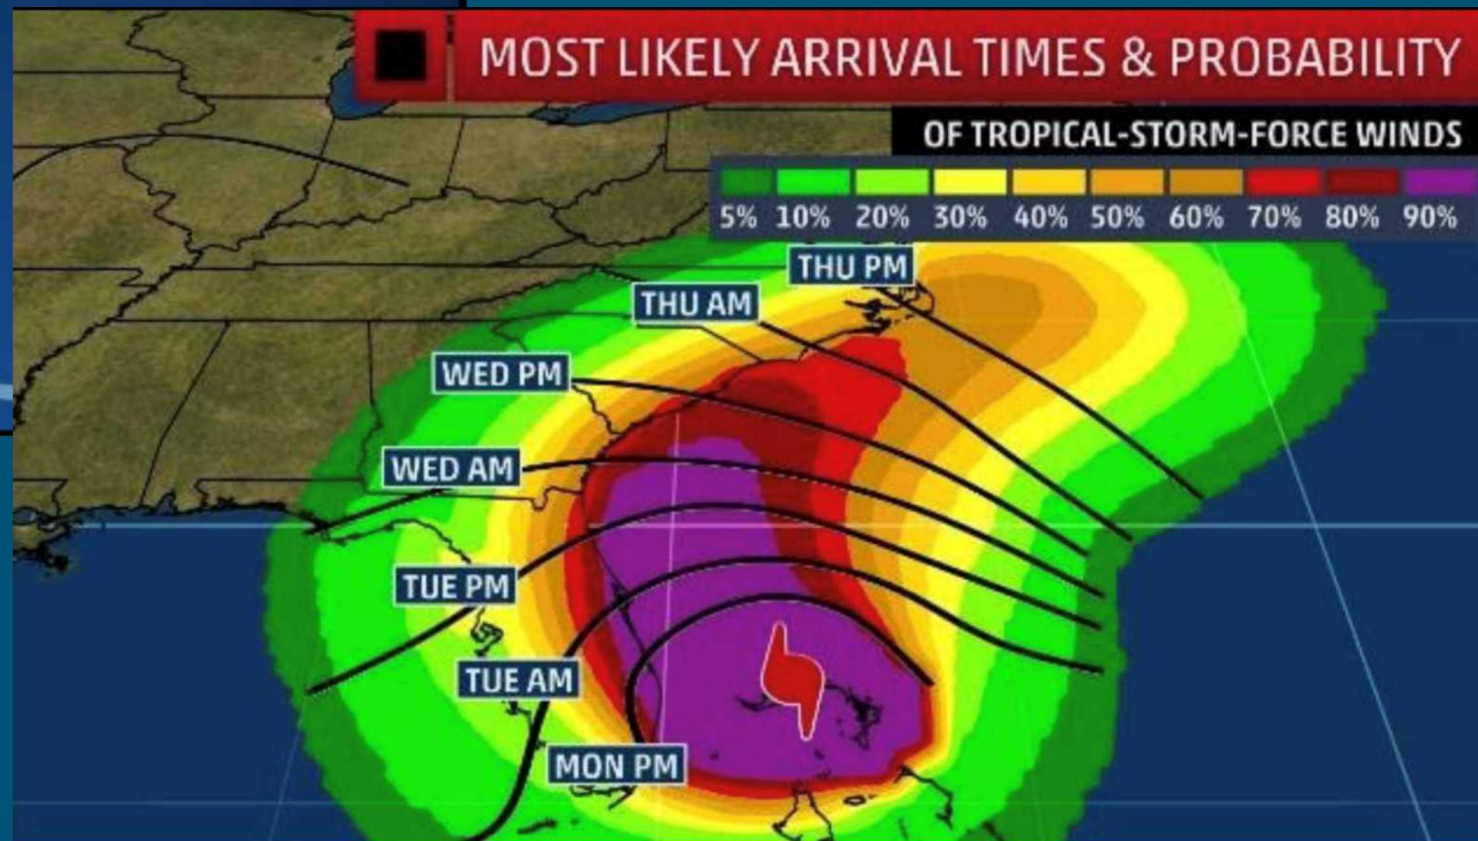 MOST LIKELY ARRIVAL TIMES & PROBABILITY
OF TROPICAL-STORM-FORCE WINDS
5% 10% 20% 30% 40% 50% 60% 70% 80% 90%
THU PM
THU AM
WED PM
WED AM
TUE PM
TUE AM
MON PM